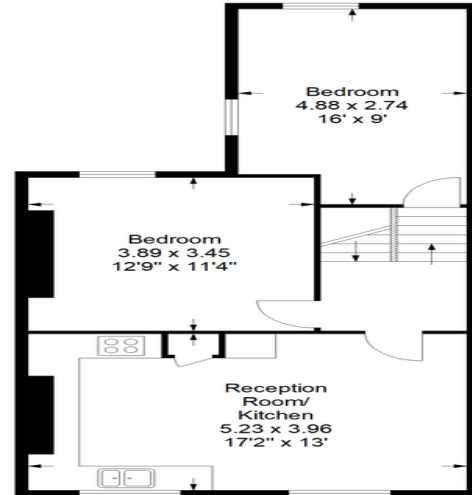 Bedroom
4.88 x 2.74
16' x 9'
Bedroom
3.89 x 3.45
12'9" x 11'4"
Reception
Room/
Kitchen
5.23 x 3.96
17'2" x 13'